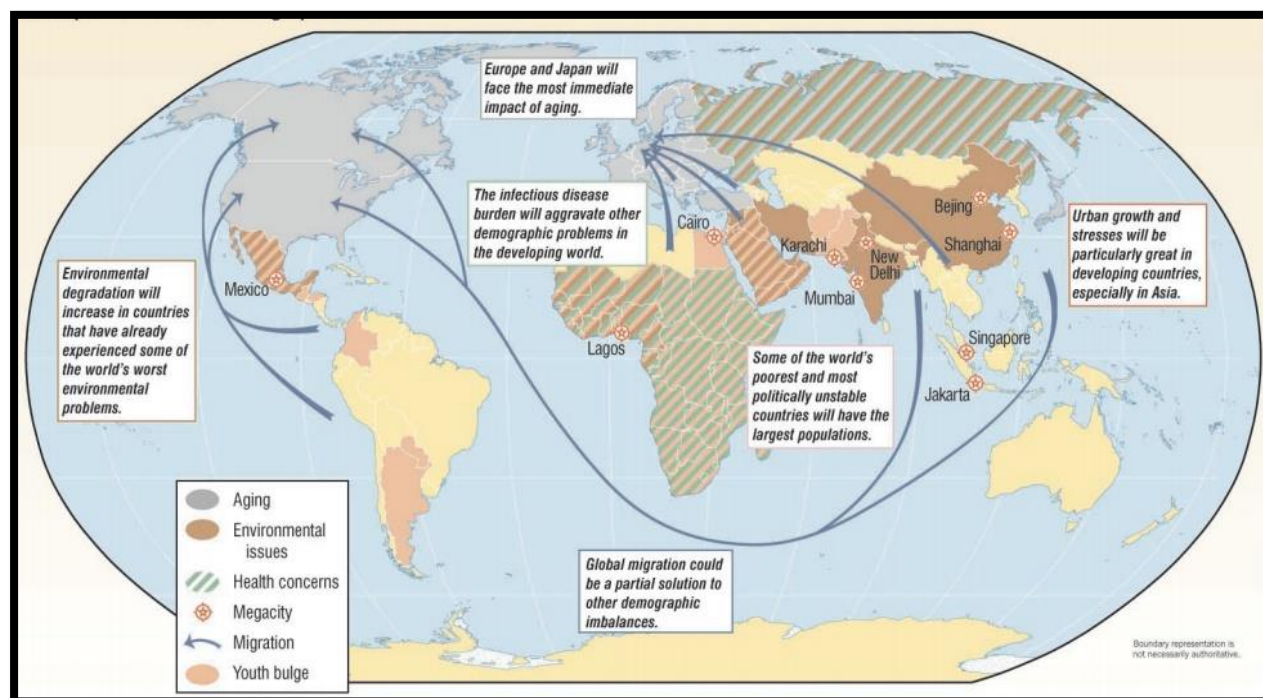 Europe and Japan will
face the most immediate
impact of aging.
The infectious disease
burden will aggravate other
demographic problems in
the developing world.
Cairo
Karachi
New
Delhi
Mumbai
Bejing
Shanghai
Urban growth and
stresses will be
particularly great in
developing countries,
especially in Asia.
Environmental
degradation will
increase in countries
that have already
experienced some of
the world's worst
environmental
problems.
Mexico
Lagos
Some of the world's
poorest and most
politically unstable
countries will have the
largest populations.
Singapore
Jakarta
Aging
Environmental
issues
Health concerns
Megacity
Migration
Youth bulge
Global migration could
be a partial solution to
other demographic
imbalances.
Boundary representation is
not necessarily authoritative.